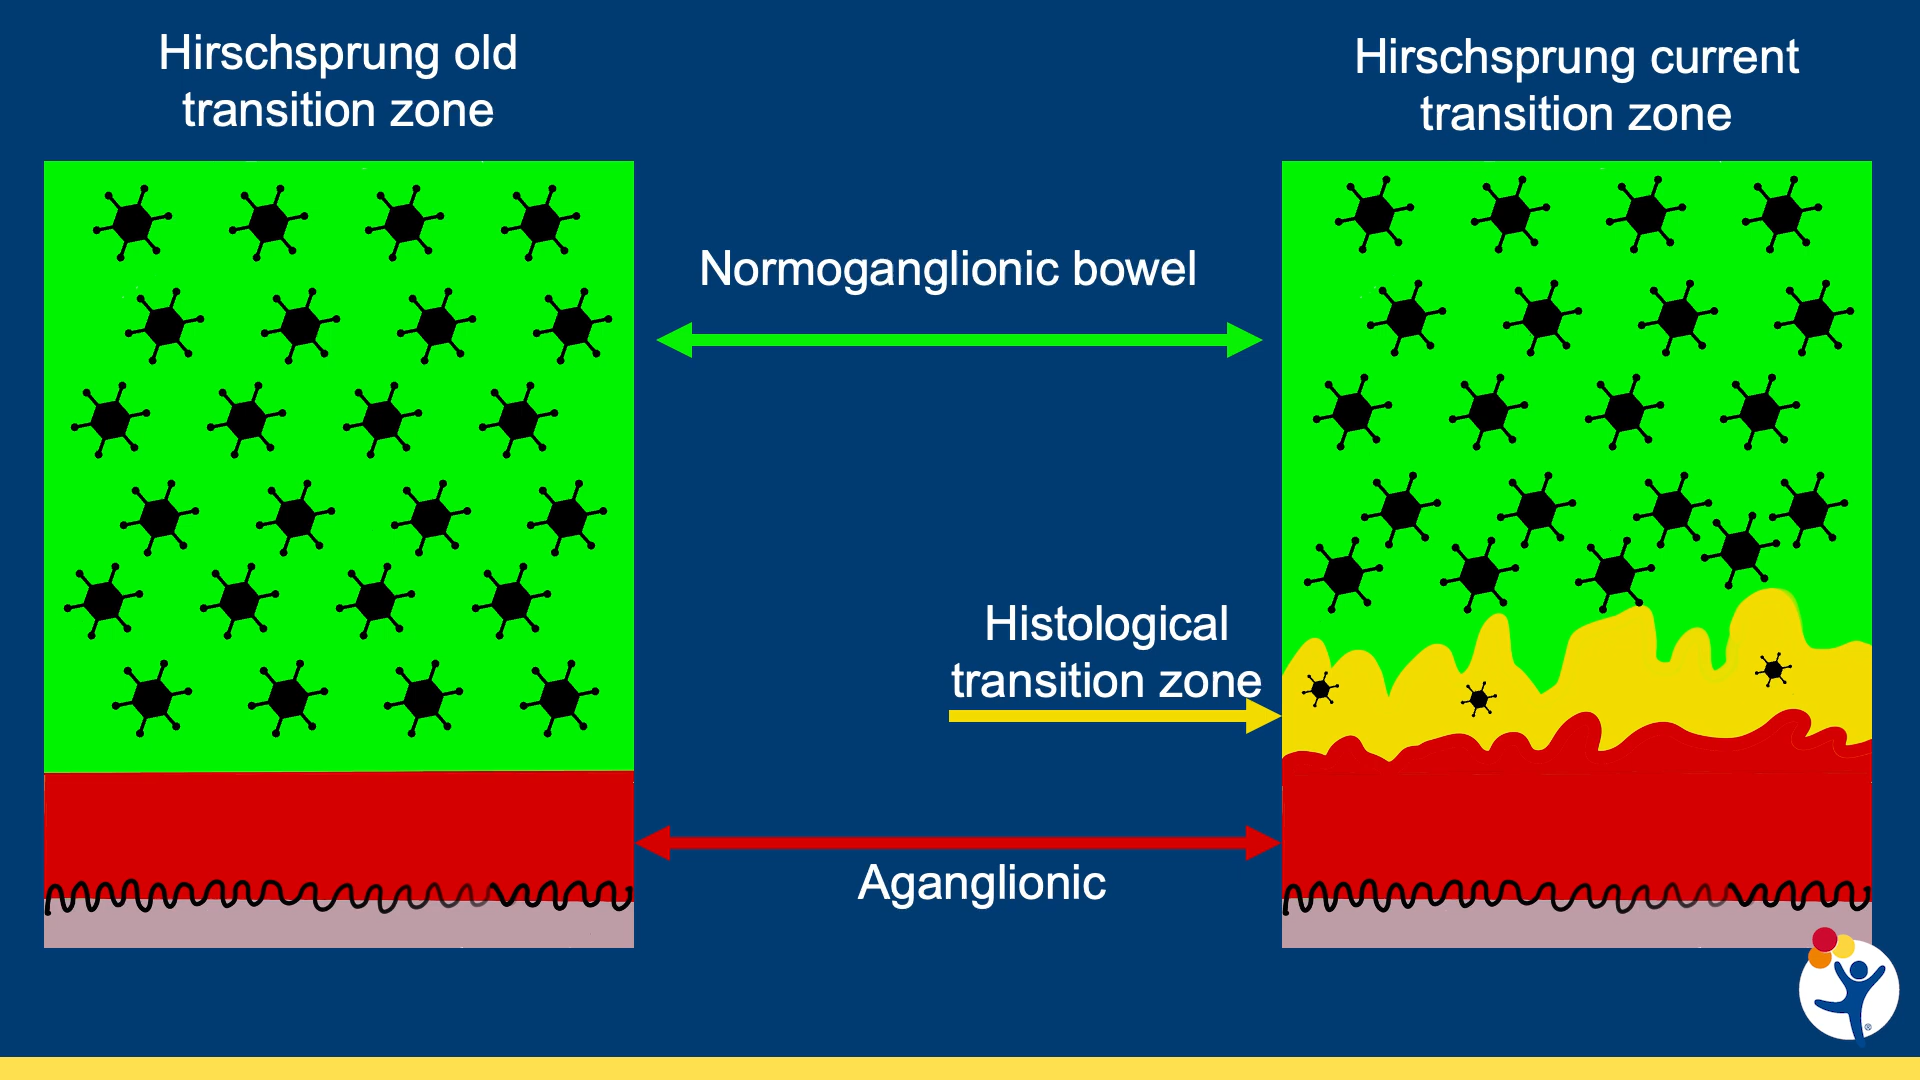 Hirschsprung old
transition zone
Hirschsprung current
transition zone
Normoganglionic bowel
Histological
transition zone
Aganglionic
®